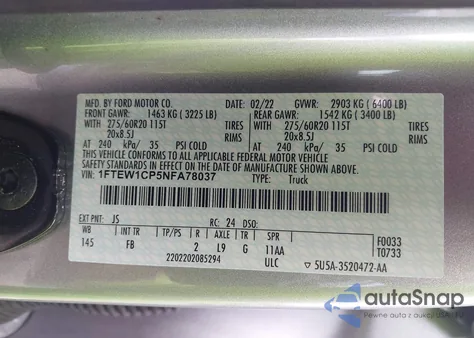 MFD. BY FORD MOTOR CO. 02/22 GVWR: 2903 KG ( 6400 LB)
FRONT GAWR: 1463 KG ( 3225 LB) REAR GAWR: 1542 KG ( 3400 LB)
WITH 275/60R20 115T TIRES WITH 275/60R20 115T TIRES
20x8.5J RIMS 20x8.5J RIMS
AT 240 kPa/ 35 PSI COLD AT 240 kPa/ 35 PSI COLD
THIS VEHICLE CONFORMS TO ALL APPLICABLE FEDERAL MOTOR VEHICLE
SAFETY STANDARDS IN EFFECT ON THE DATE OF MANUFACTURE SHOWN ABOVE.
VIN: 1FTEW1CP5NFA78037 TYPE: Truck
EXT PNT: JS RC: 24 DSO:
WB INT TR TP/PS R AXLE TR SPR F0033
145 FB 2 L9 G 11AA T0733
2202202085294 ULC 5U5A-3520472-AA
autoSnap
Pewne auto z aukcji USA